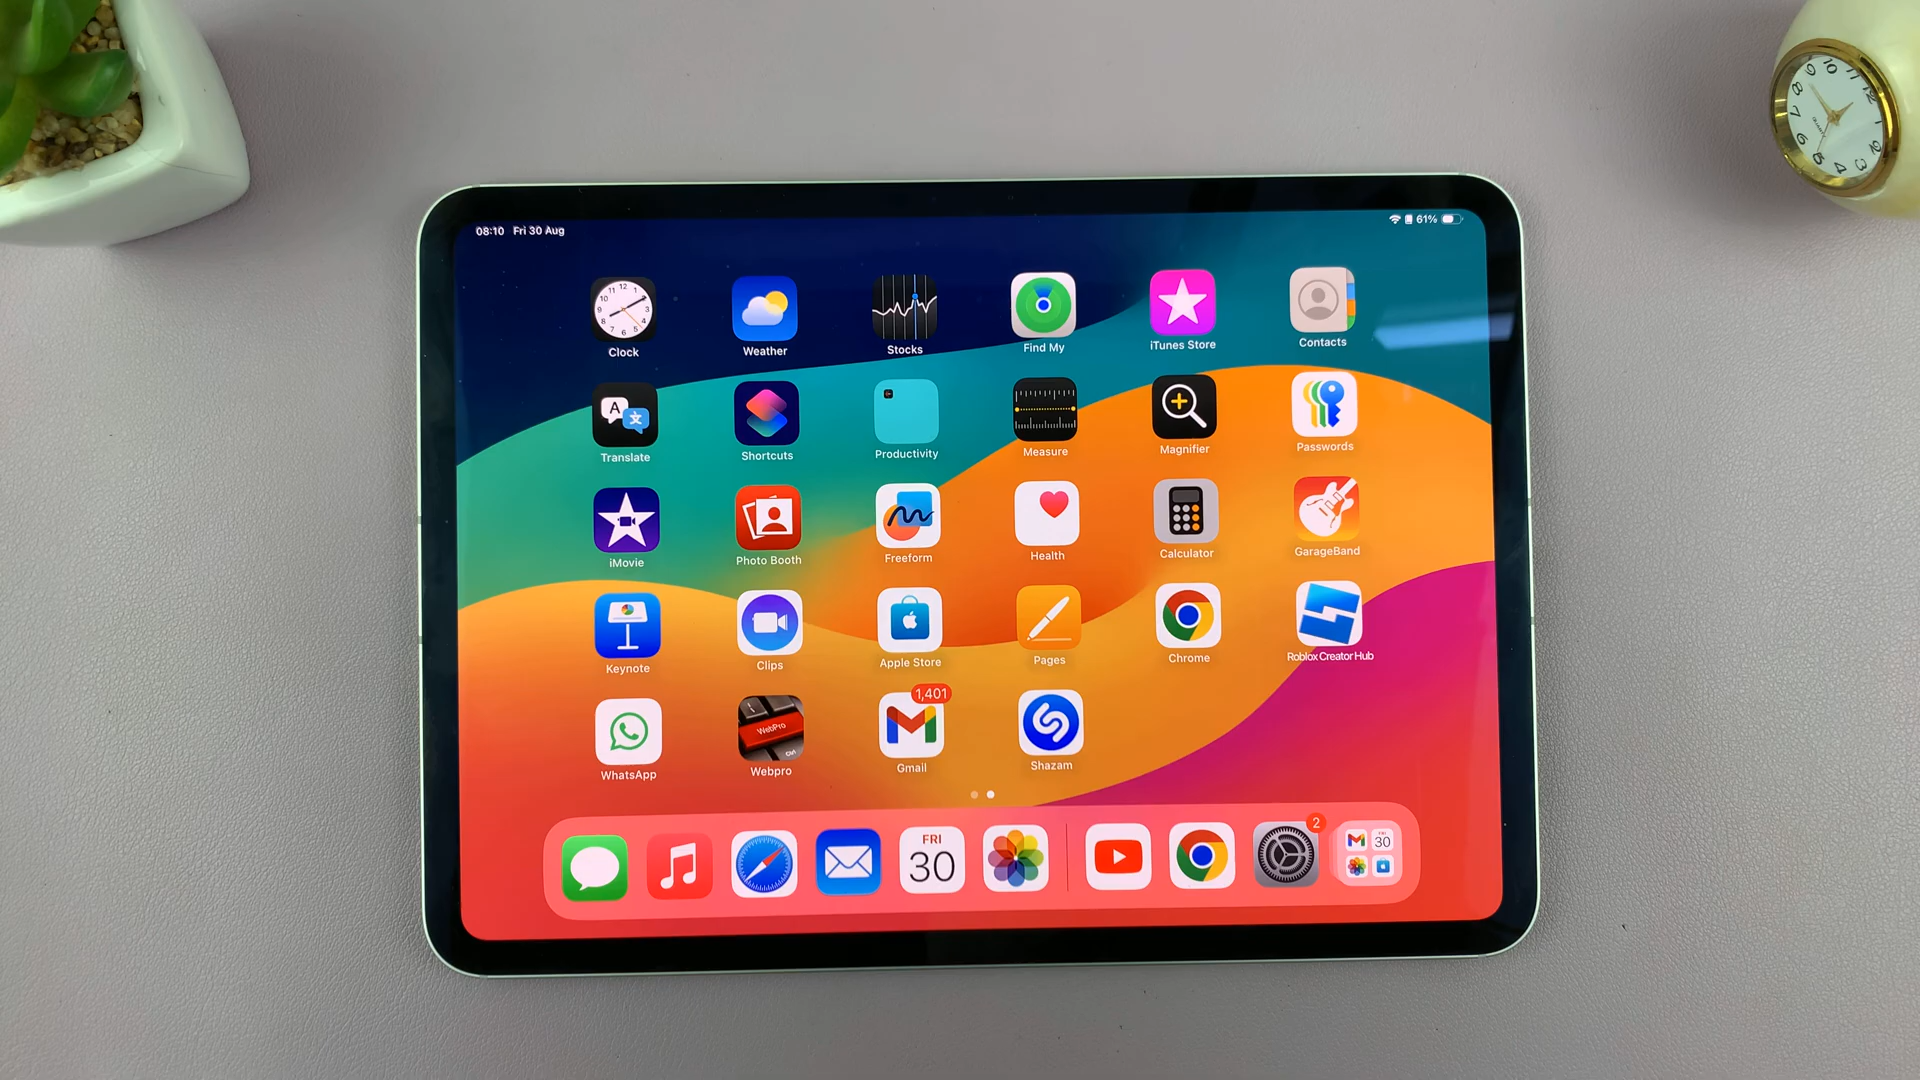 08:10 Fri 30 Aug
61%
Clock
Weather
Stocks
Find My
iTunes Store
Contacts
Translate
Shortcuts
Productivity
Measure
Magnifier
Passwords
iMovie
Photo Booth
Freeform
Health
Calculator
GarageBand
Keynote
Clips
Apple Store
Pages
Chrome
Roblox Creator Hub
WebPro
1,401
WhatsApp
Webpro
Gmail
Shazam
FRI
30
2
30